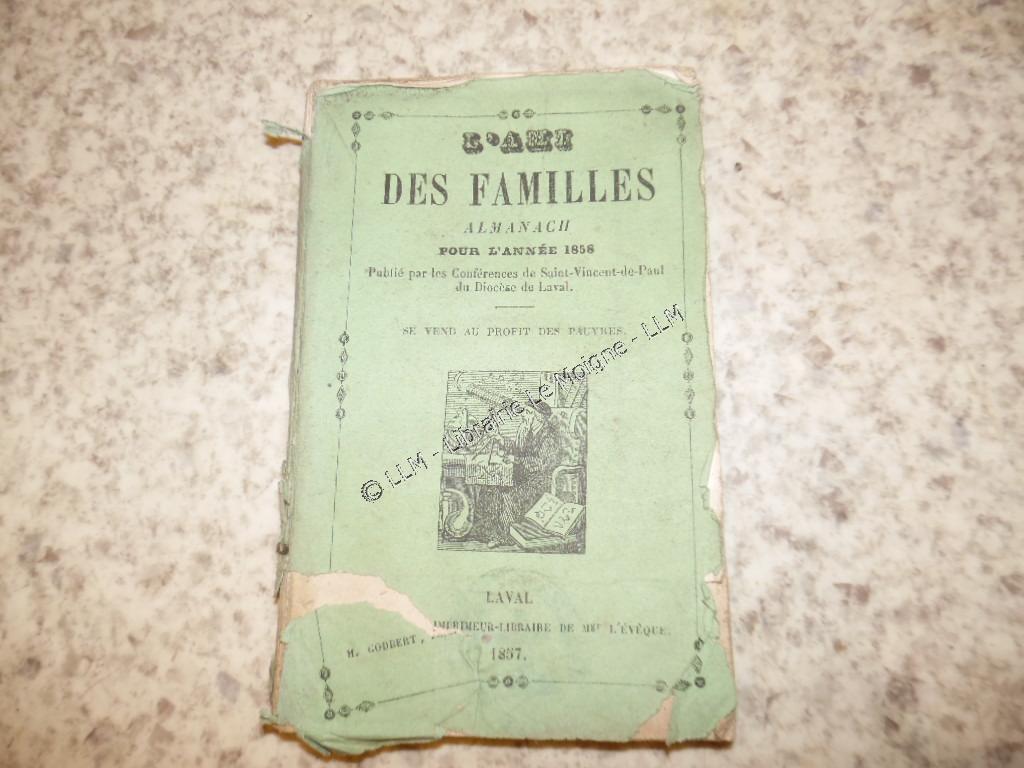 L'AMI
DES FAMILLES
ALMANACH
POUR L'ANNÉE 1858
Publié par les Conférences de Saint-Vincent-de-Paul
du Diocèse de Laval.
SE VEND AU PROFIT DES PAUVRES.
© LLM - Librairie Le Moigne - LLM
LAVAL
H. GODBERT, IMPRIMEUR-LIBRAIRE DE MGR L'ÉVÊQUE.
1857.